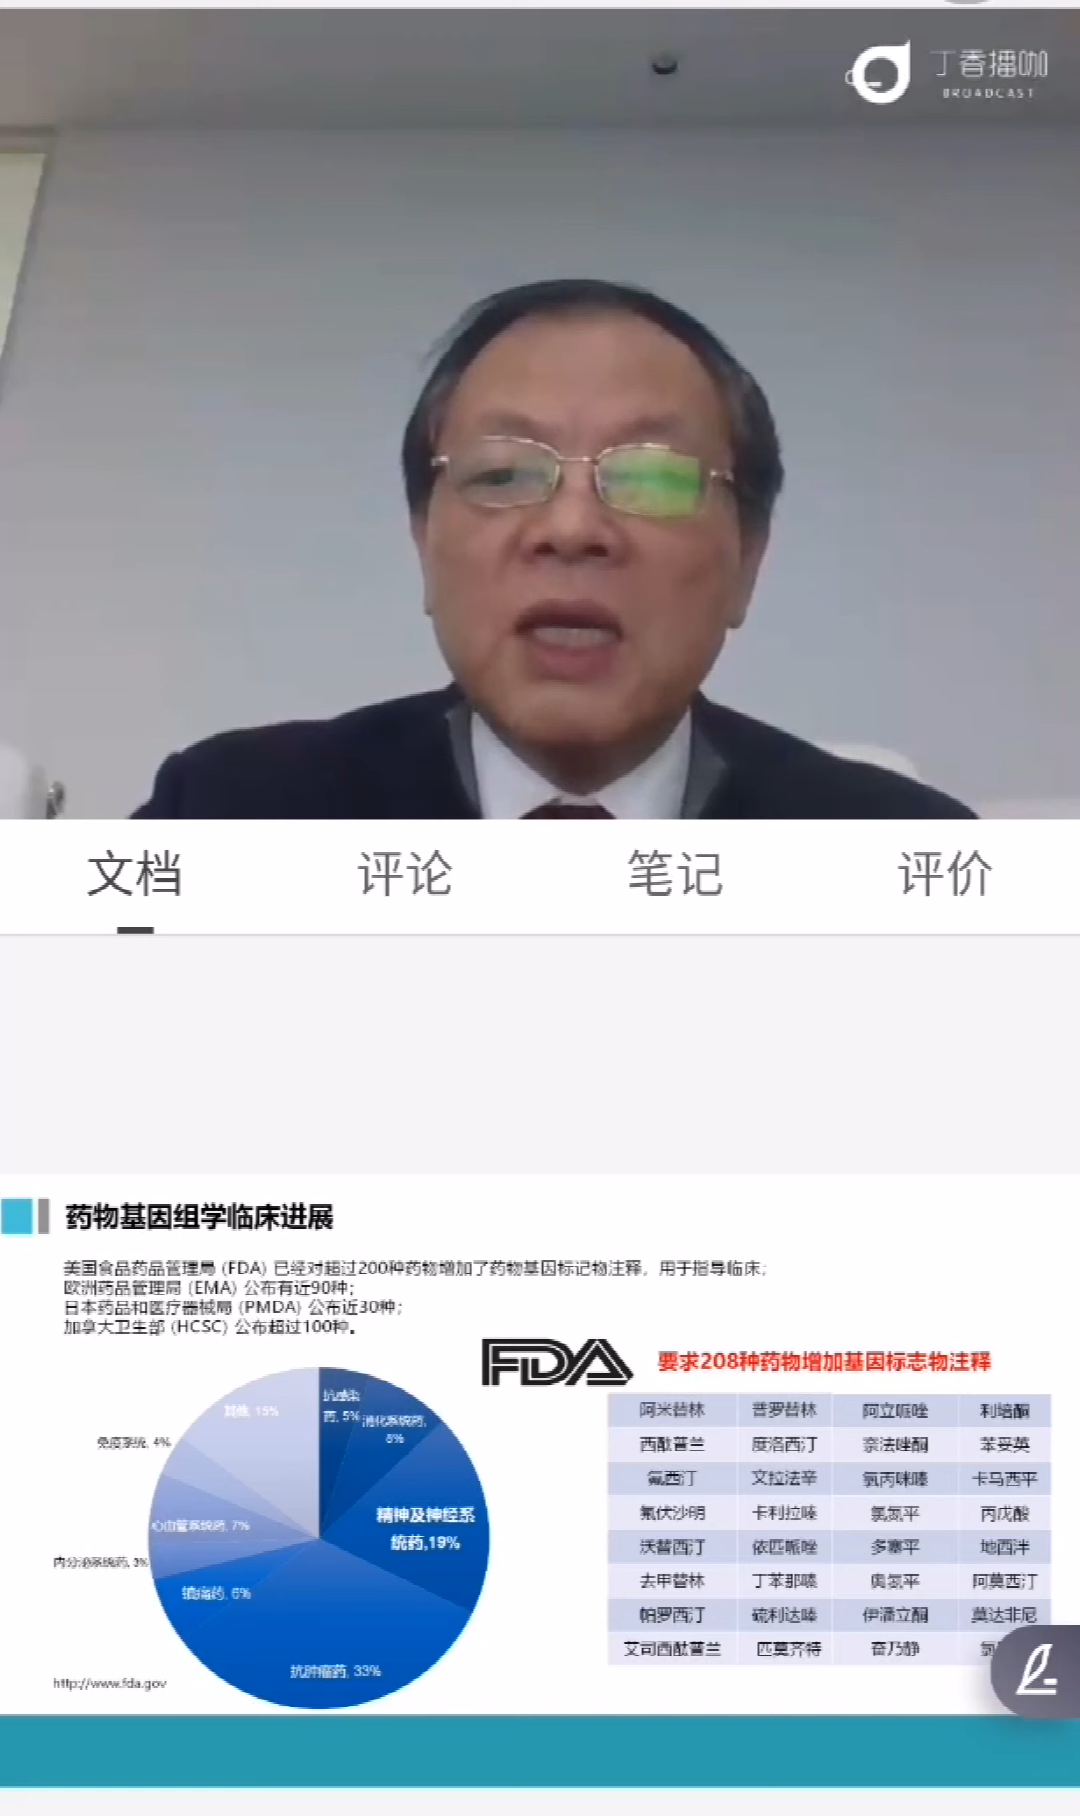 丁香播咖
BROADCAST
文档 评论 笔记 评价
药物基因组学临床进展
美国食品药品管理局 (FDA) 已经对超过200种药物增加了药物基因标记物注释，用于指导临床；
欧洲药品管理局 (EMA) 公布有近90种；
日本药品和医疗器械局 (PMDA) 公布近30种；
加拿大卫生部 (HCSC) 公布超过100种。
FDA
要求208种药物增加基因标志物注释
抗感染药, 5%
消化系统药, 8%
精神及神经系统药,19%
抗肿瘤药, 33%
镇痛药, 6%
内分泌系统药, 3%
心血管系统药, 7%
免疫系统, 4%
其他, 15%
阿米替林 普罗替林 阿立哌唑 利培酮
西酞普兰 度洛西汀 奈法唑酮 苯妥英
氟西汀 文拉法辛 氯丙咪嗪 卡马西平
氟伏沙明 卡利拉嗪 氯氮平 丙戊酸
沃替西汀 依匹哌唑 多塞平 地西泮
去甲替林 丁苯那嗪 奥氮平 阿莫西汀
帕罗西汀 硫利达嗪 伊潘立酮 莫达非尼
艾司西酞普兰 匹莫齐特 奋乃静
http://www.fda.gov